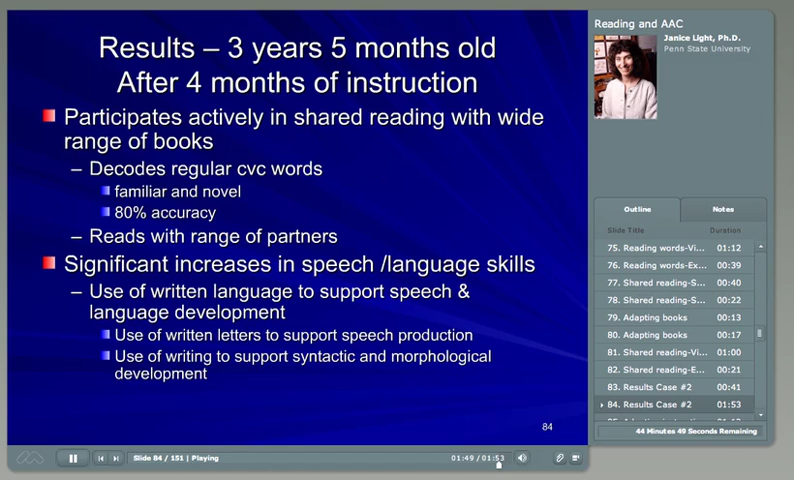 Results – 3 years 5 months old
After 4 months of instruction
Participates actively in shared reading with wide
range of books
– Decodes regular cvc words
familiar and novel
80% accuracy
– Reads with range of partners
Significant increases in speech /language skills
– Use of written language to support speech &
language development
Use of written letters to support speech production
Use of writing to support syntactic and morphological
development
84
Slide 84 / 151 | Playing
01:49 / 01:53
Reading and AAC
Janice Light, Ph.D.
Penn State University
Outline
Notes
Slide Title Duration
75. Reading words-Vi... 01:12
76. Reading words-Ex... 00:39
77. Shared reading-S... 00:40
78. Shared reading-S... 00:22
79. Adapting books 00:13
80. Adapting books 00:17
81. Shared reading-Vi... 01:00
82. Shared reading-E... 00:21
83. Results Case #2 00:41
84. Results Case #2 01:53
44 Minutes 49 Seconds Remaining